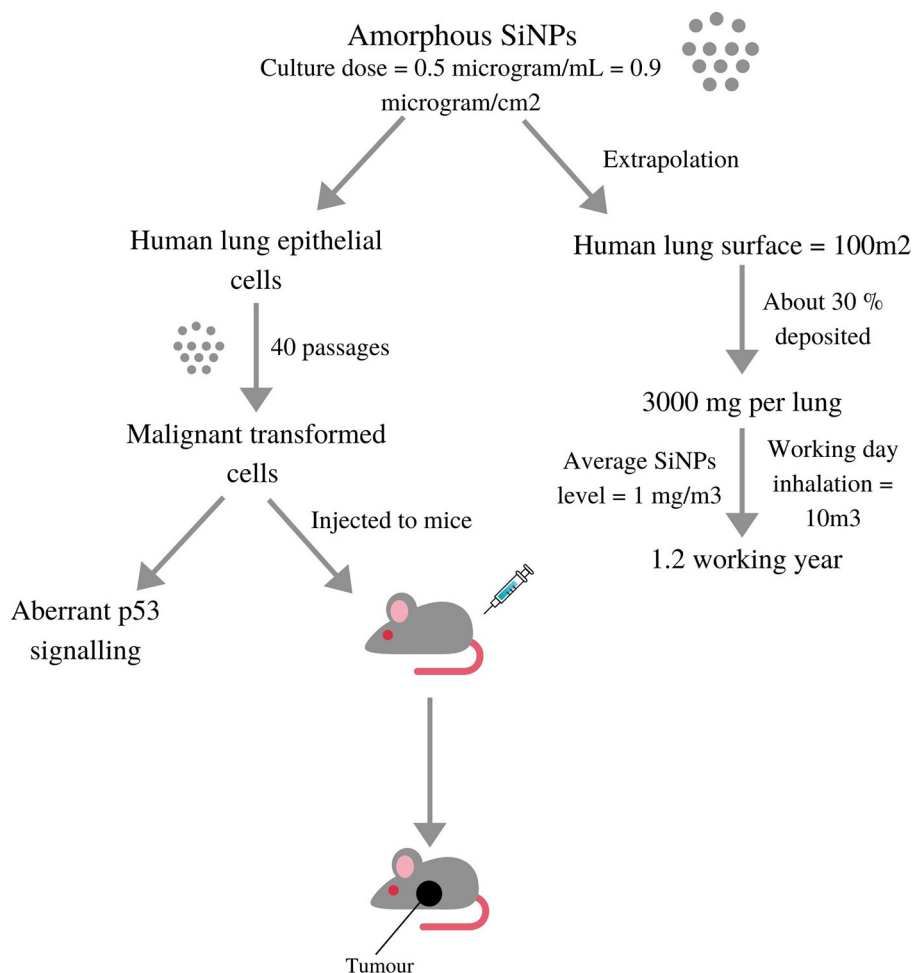 Amorphous SiNPs
Culture dose = 0.5 microgram/mL = 0.9
microgram/cm2
Extrapolation
Human lung epithelial
cells
Human lung surface = 100m2
About 30 %
deposited
40 passages
3000 mg per lung
Malignant transformed
cells
Average SiNPs
level = 1 mg/m3
Working day
inhalation =
10m3
Injected to mice
1.2 working year
Aberrant p53
signalling
Tumour